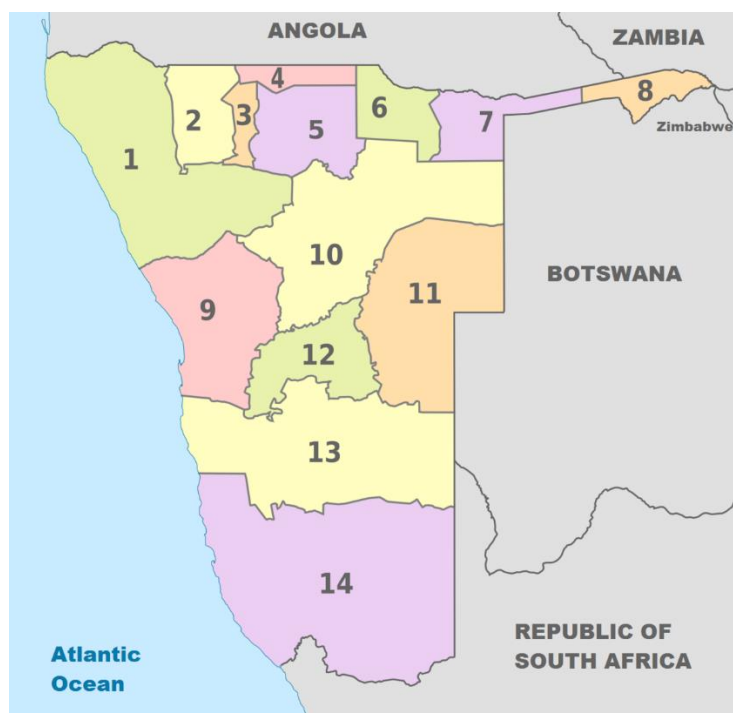 ANGOLA
ZAMBIA
4
8
6
2
3
5
7
Zimbabwe
1
10
BOTSWANA
11
9
12
13
14
REPUBLIC OF
SOUTH AFRICA
Atlantic
Ocean